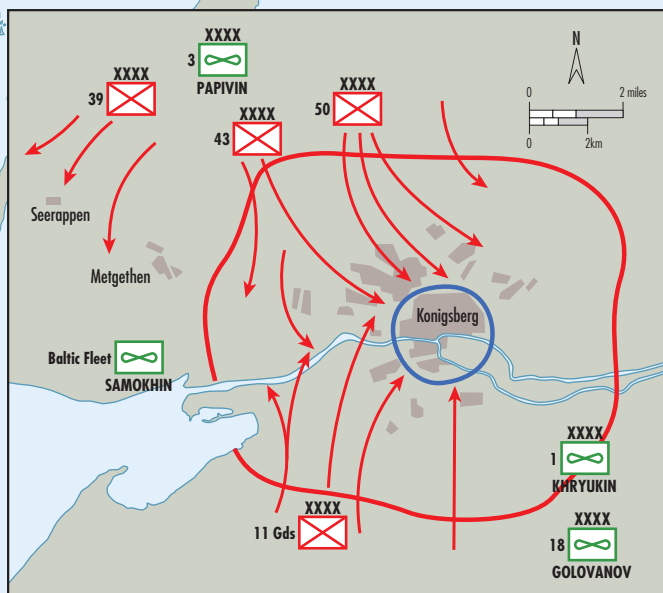 XXXX
3
PAPIVIN
XXXX
39
XXXX
43
XXXX
50
N
0 2 miles
0 2km
Seerappen
Metgethen
Konigsberg
Baltic Fleet
SAMOKHIN
XXXX
1
KHRYUKIN
XXXX
11 Gds
XXXX
18
GOLOVANOV